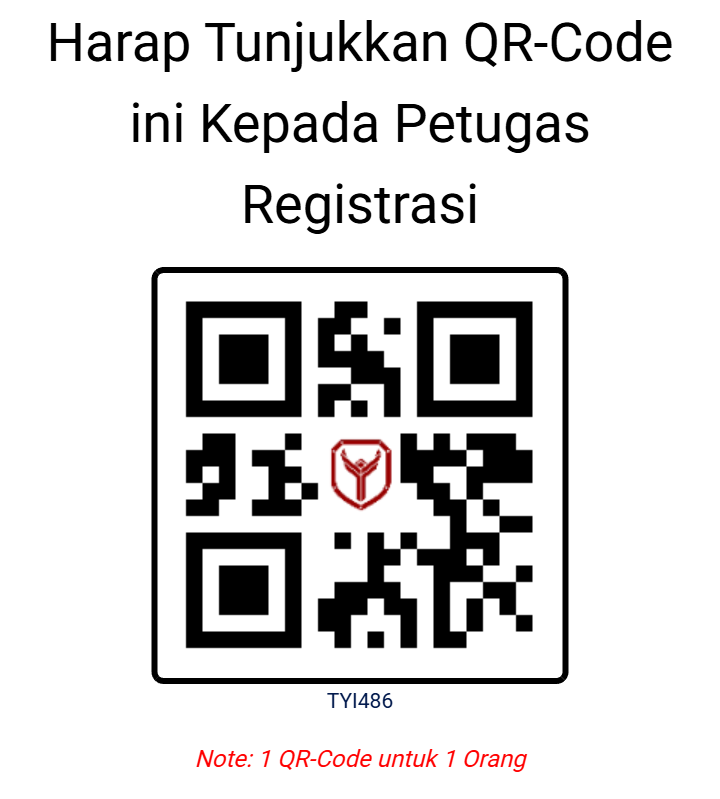 Harap Tunjukkan QR-Code
ini Kepada Petugas
Registrasi
TYI486
Note: 1 QR-Code untuk 1 Orang